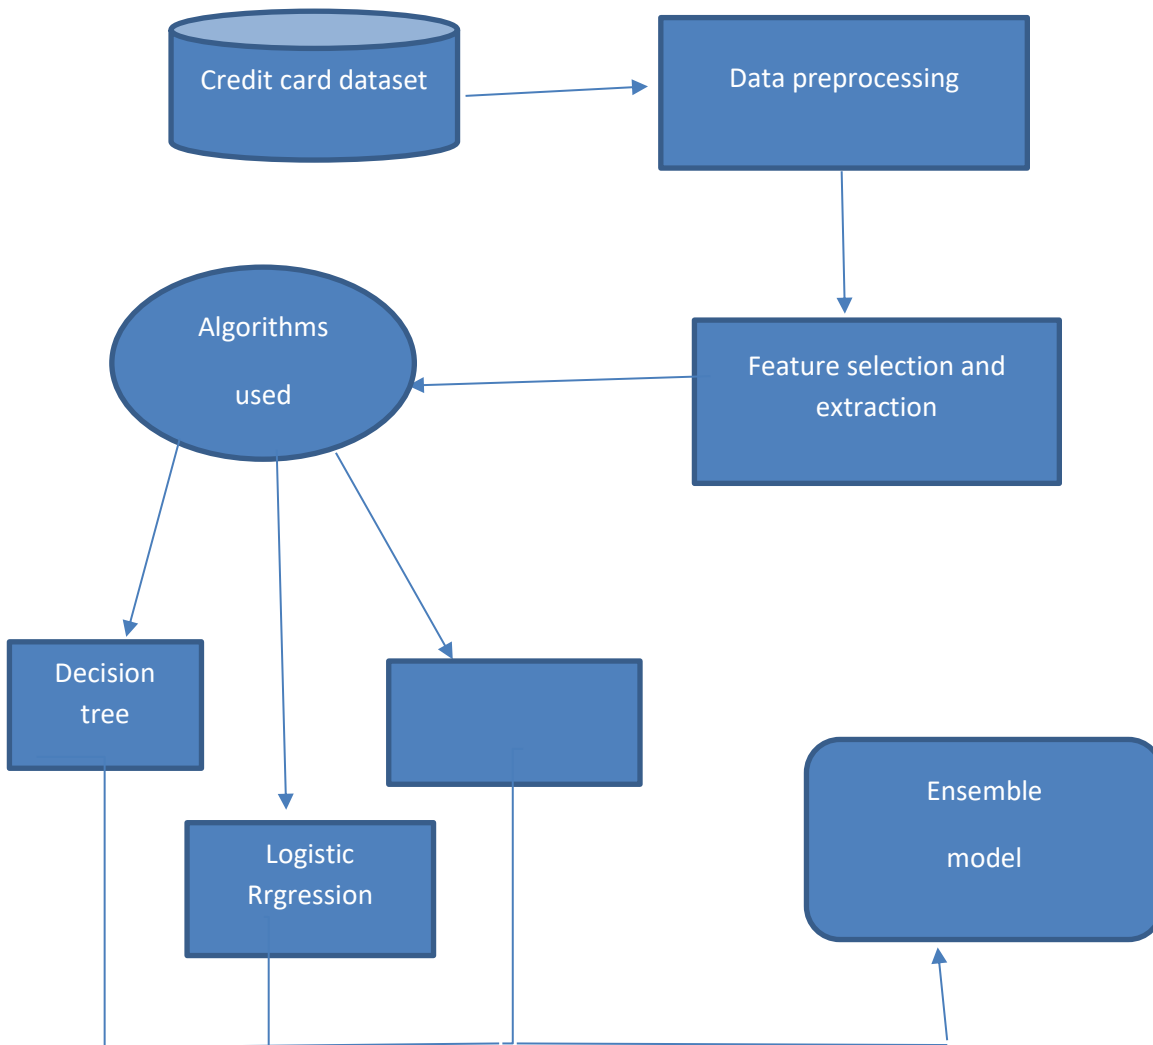 Credit card dataset
Data preprocessing
Algorithms
used
Feature selection and
extraction
Decision
tree
Logistic
Rrgression
Ensemble
model